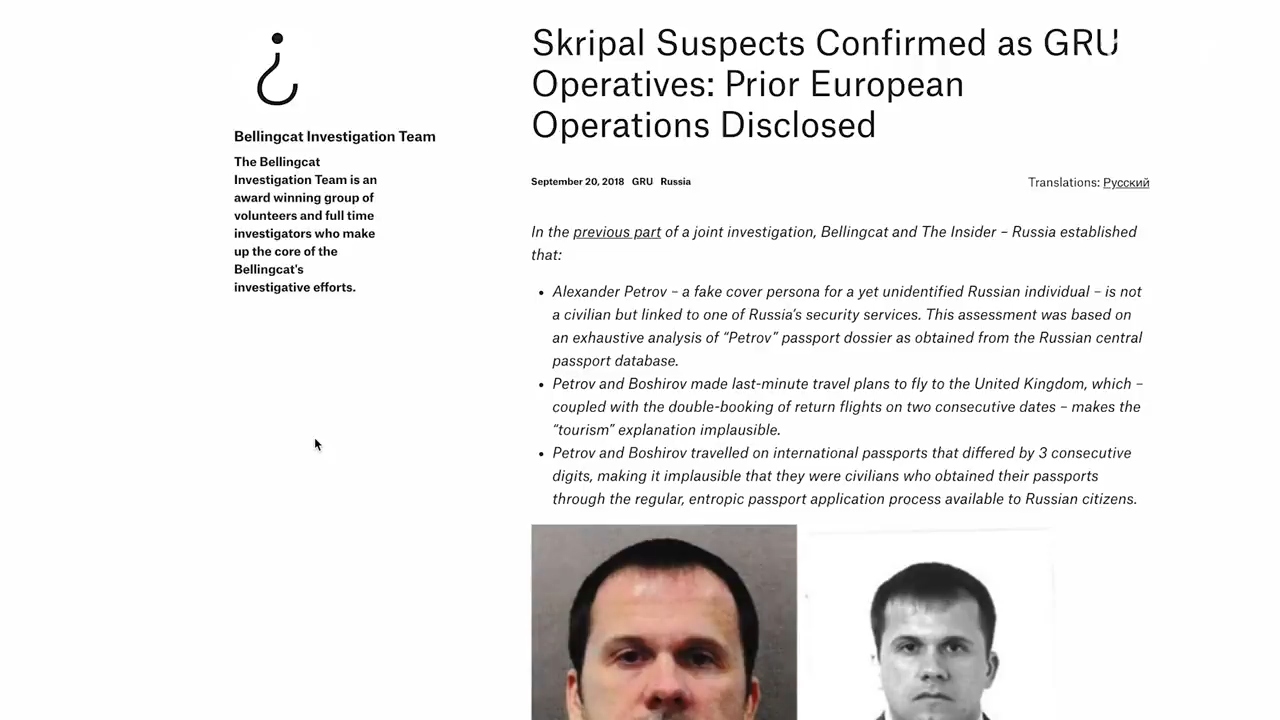 Bellingcat Investigation Team
The Bellingcat
Investigation Team is an
award winning group of
volunteers and full time
investigators who make
up the core of the
Bellingcat's
investigative efforts.
Skripal Suspects Confirmed as GRU
Operatives: Prior European
Operations Disclosed
September 20, 2018 GRU Russia
Translations: Русский
In the previous part of a joint investigation, Bellingcat and The Insider – Russia established
that:
• Alexander Petrov – a fake cover persona for a yet unidentified Russian individual – is not
a civilian but linked to one of Russia's security services. This assessment was based on
an exhaustive analysis of “Petrov” passport dossier as obtained from the Russian central
passport database.
• Petrov and Boshirov made last-minute travel plans to fly to the United Kingdom, which –
coupled with the double-booking of return flights on two consecutive dates – makes the
“tourism” explanation implausible.
• Petrov and Boshirov travelled on international passports that differed by 3 consecutive
digits, making it implausible that they were civilians who obtained their passports
through the regular, entropic passport application process available to Russian citizens.